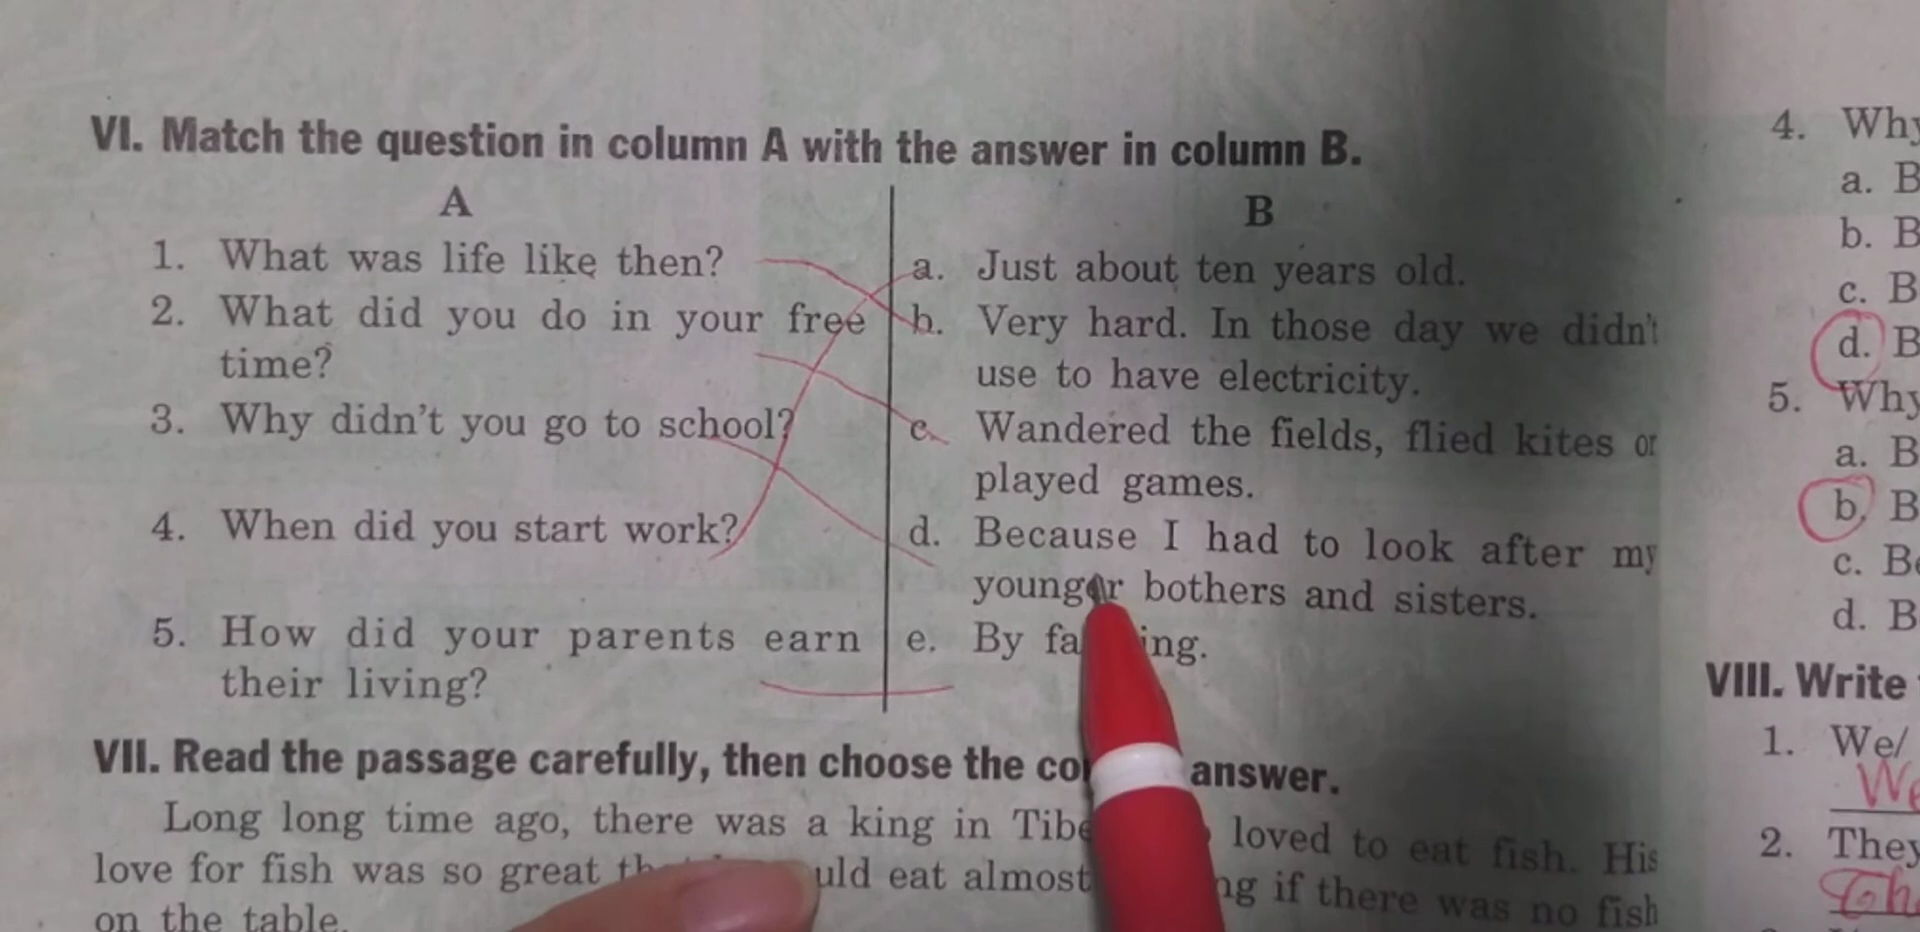 VI. Match the question in column A with the answer in column B.
A
1. What was life like then?
2. What did you do in your free
time?
3. Why didn't you go to school?
4. When did you start work?
5. How did your parents earn
their living?
B
a. Just about ten years old.
b. Very hard. In those day we didn't
use to have electricity.
c. Wandered the fields, flied kites or
played games.
d. Because I had to look after my
younger bothers and sisters.
e. By fa ing.
VII. Read the passage carefully, then choose the answer.
Long long time ago, there was a king in loved to eat fish. His
love for fish was so great eat almost if there was no fish
on the table.
4. Why
a. B
b. B
c. B
d. B
5. Why
a. B
b. B
c. Be
d. B
VIII. Write
1. We/
We
2. They
Th